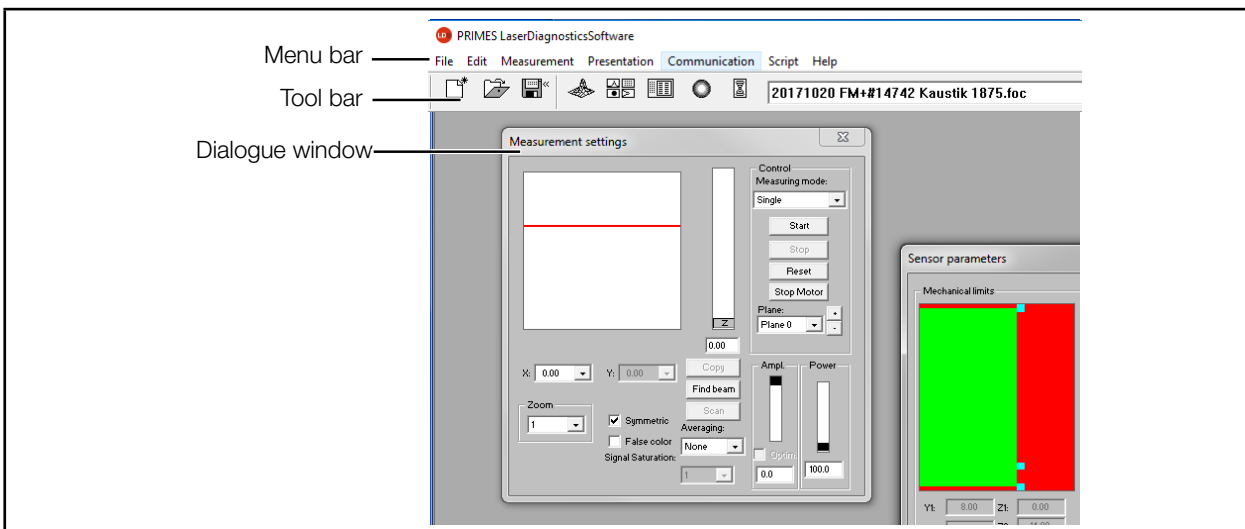 PRIMES LaserDiagnosticsSoftware
Menu bar
File Edit Measurement Presentation Communication Script Help
Tool bar
20171020 FM+#14742 Kaustik 1875.foc
Dialogue window
Measurement settings
Control
Measuring mode:
Single
Start
Stop
Reset
Stop Motor
Plane:
Plane 0
+
-
Z
0.00
X: 0.00
Y: 0.00
Copy
Find beam
Scan
Zoom
1
Symmetric
False color
Averaging:
None
Signal Saturation:
1
Ampl.
Optim.
0.0
Power
100.0
Sensor parameters
Mechanical limits
Y1: 8.00 Z1: 0.00